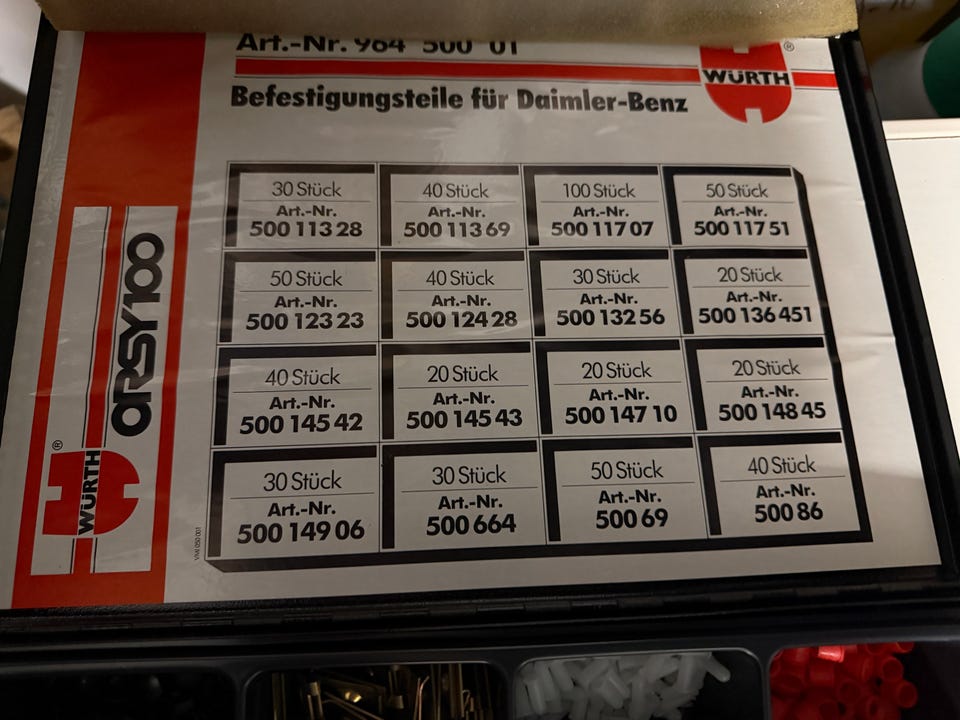 Art.-Nr. 964 500 01
WÜRTH ®
Befestigungsteile für Daimler-Benz
30 Stück
Art.-Nr.
500 113 28
40 Stück
Art.-Nr.
500 113 69
100 Stück
Art.-Nr.
500 117 07
50 Stück
Art.-Nr.
500 117 51
50 Stück
Art.-Nr.
500 123 23
40 Stück
Art.-Nr.
500 124 28
30 Stück
Art.-Nr.
500 132 56
20 Stück
Art.-Nr.
500 136 451
40 Stück
Art.-Nr.
500 145 42
20 Stück
Art.-Nr.
500 145 43
20 Stück
Art.-Nr.
500 147 10
20 Stück
Art.-Nr.
500 148 45
30 Stück
Art.-Nr.
500 149 06
30 Stück
Art.-Nr.
500 664
50 Stück
Art.-Nr.
500 69
40 Stück
Art.-Nr.
500 86
ORSY100
WÜRTH ®